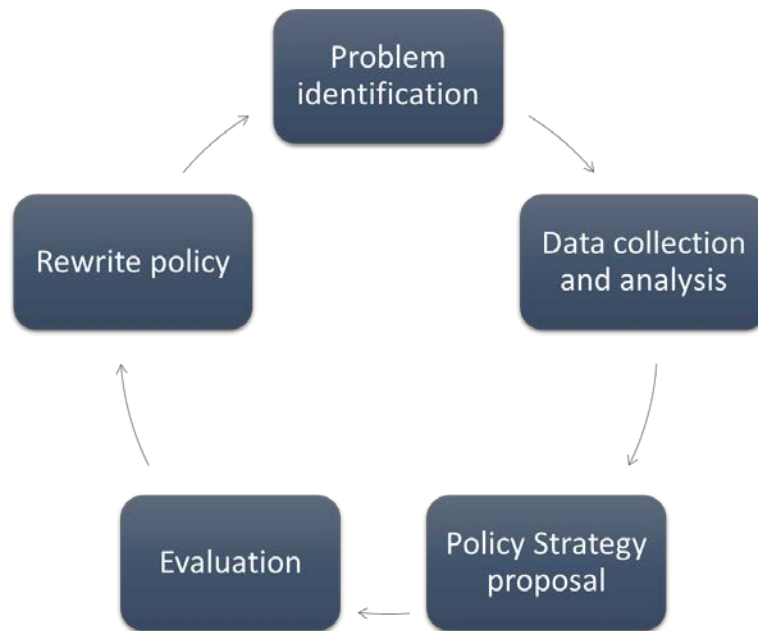 Problem
identification
Data collection
and analysis
Policy Strategy
proposal
Evaluation
Rewrite policy